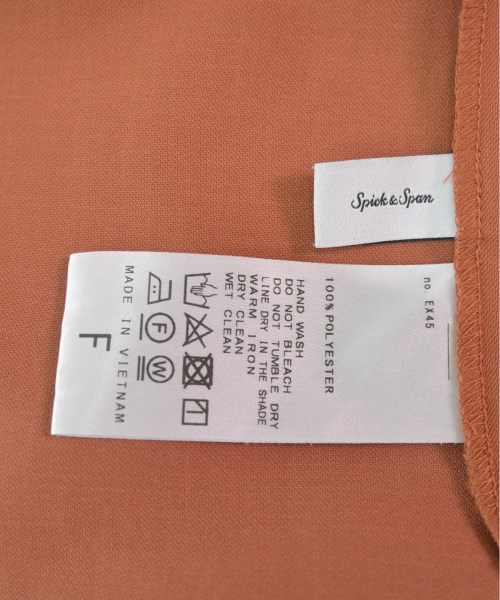 Spick & Span
no. EX45
100% POLYESTER
HAND WASH
DO NOT BLEACH
DO NOT TUMBLE DRY
LINE DRY IN THE SHADE
WARM IRON
DRY CLEAN
WET CLEAN
F W
MADE IN VIETNAM
F